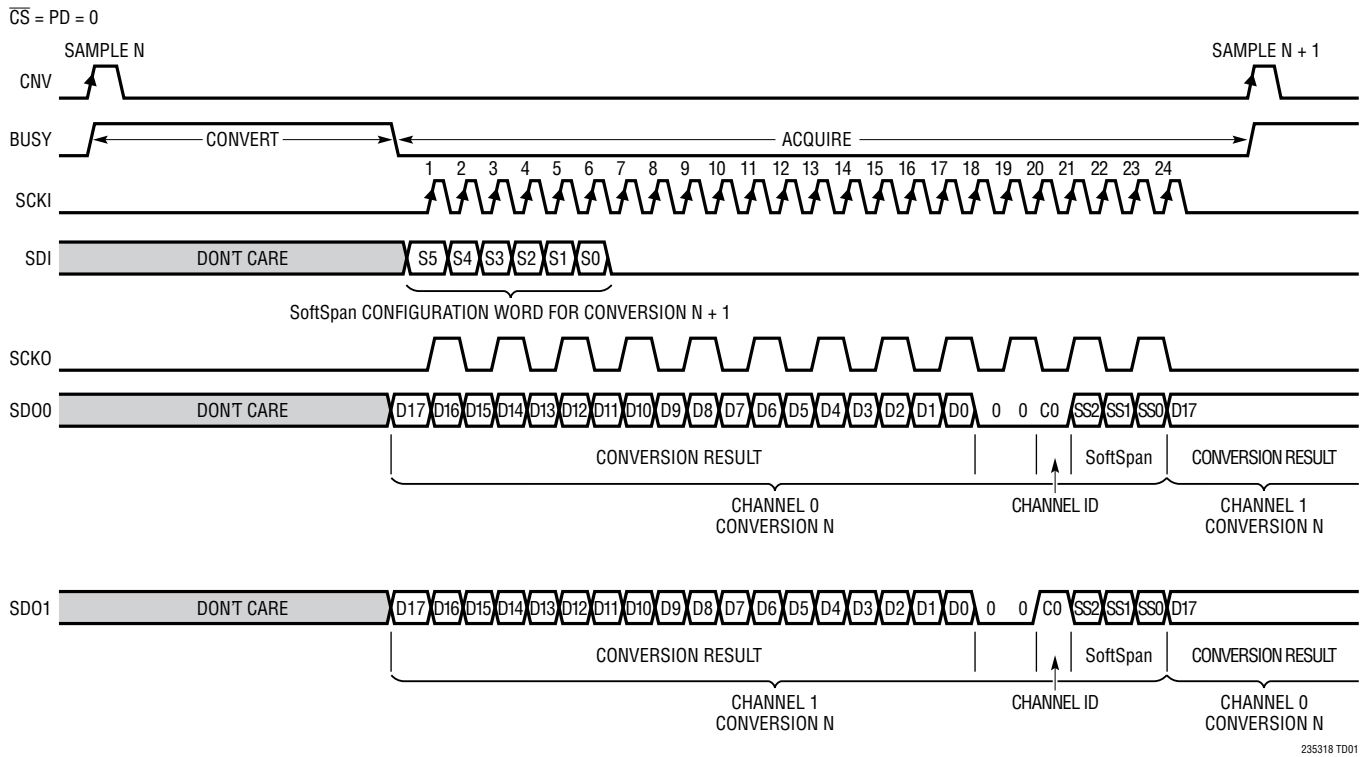 CS = PD = 0
SAMPLE N SAMPLE N + 1
CNV
BUSY CONVERT ACQUIRE
1 2 3 4 5 6 7 8 9 10 11 12 13 14 15 16 17 18 19 20 21 22 23 24
SCKI
SDI DON'T CARE S5 S4 S3 S2 S1 S0
SoftSpan CONFIGURATION WORD FOR CONVERSION N + 1
SCKO
SDO0 DON'T CARE D17 D16 D15 D14 D13 D12 D11 D10 D9 D8 D7 D6 D5 D4 D3 D2 D1 D0 0 0 C0 SS2 SS1 SS0 D17
CONVERSION RESULT SoftSpan CONVERSION RESULT
CHANNEL 0 CHANNEL ID CHANNEL 1
CONVERSION N CONVERSION N
SDO1 DON'T CARE D17 D16 D15 D14 D13 D12 D11 D10 D9 D8 D7 D6 D5 D4 D3 D2 D1 D0 0 0 C0 SS2 SS1 SS0 D17
CONVERSION RESULT SoftSpan CONVERSION RESULT
CHANNEL 1 CHANNEL ID CHANNEL 0
CONVERSION N CONVERSION N
235318 TD01